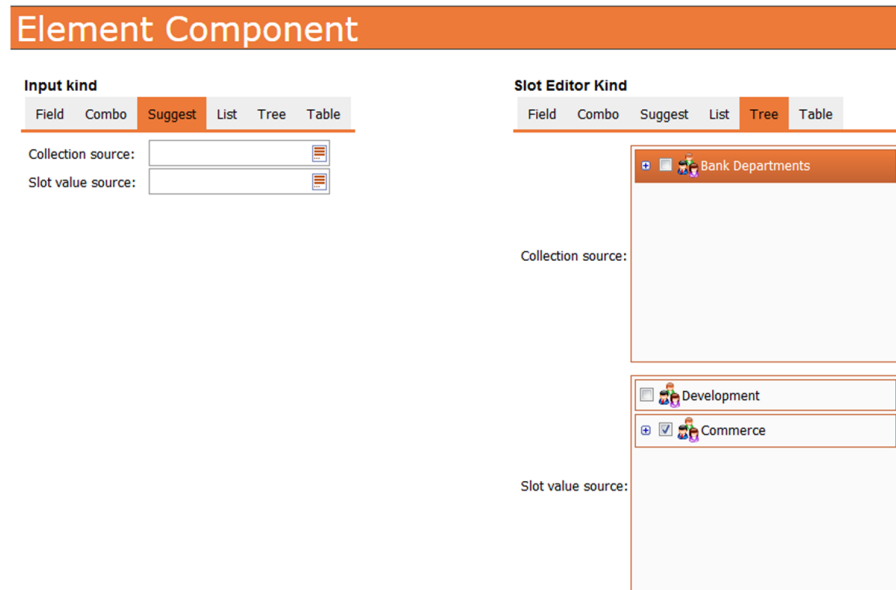 Element Component
Input kind
Field Combo Suggest List Tree Table
Collection source:
Slot value source:
Slot Editor Kind
Field Combo Suggest List Tree Table
Bank Departments
Collection source:
Development
Commerce
Slot value source: